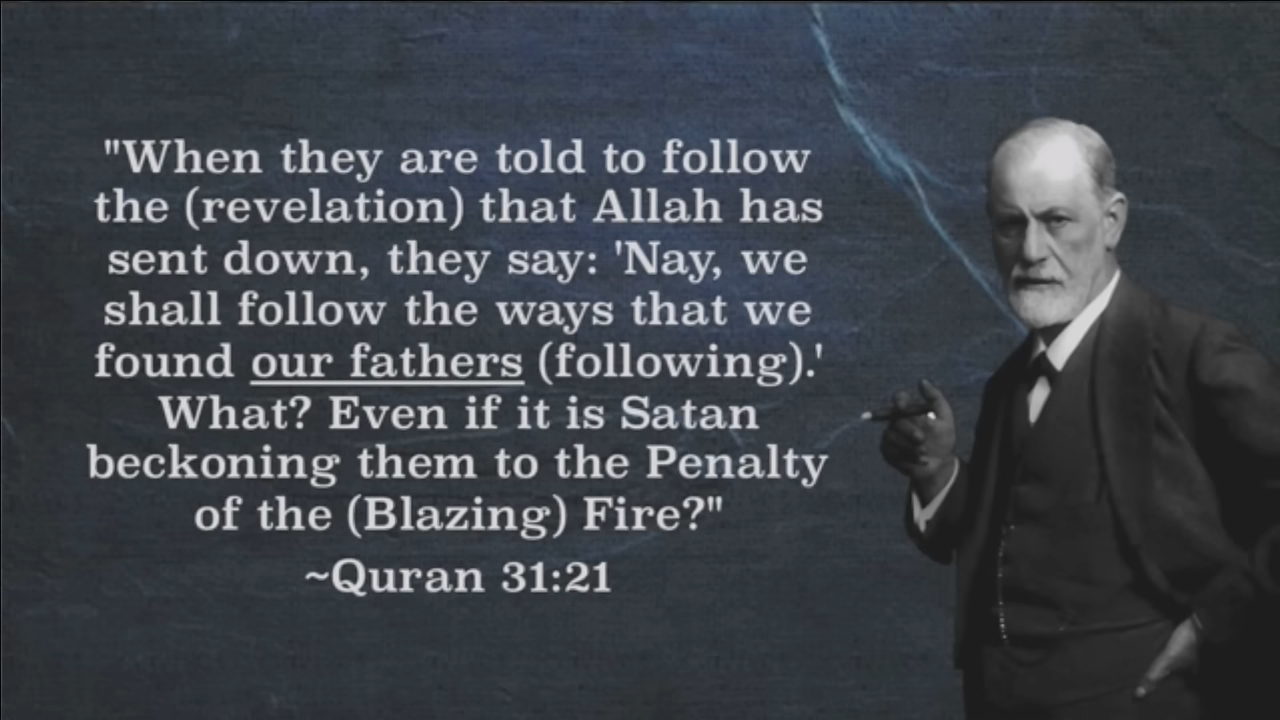 "When they are told to follow
the (revelation) that Allah has
sent down, they say: 'Nay, we
shall follow the ways that we
found our fathers (following).'
What? Even if it is Satan
beckoning them to the Penalty
of the (Blazing) Fire?"
~Quran 31:21